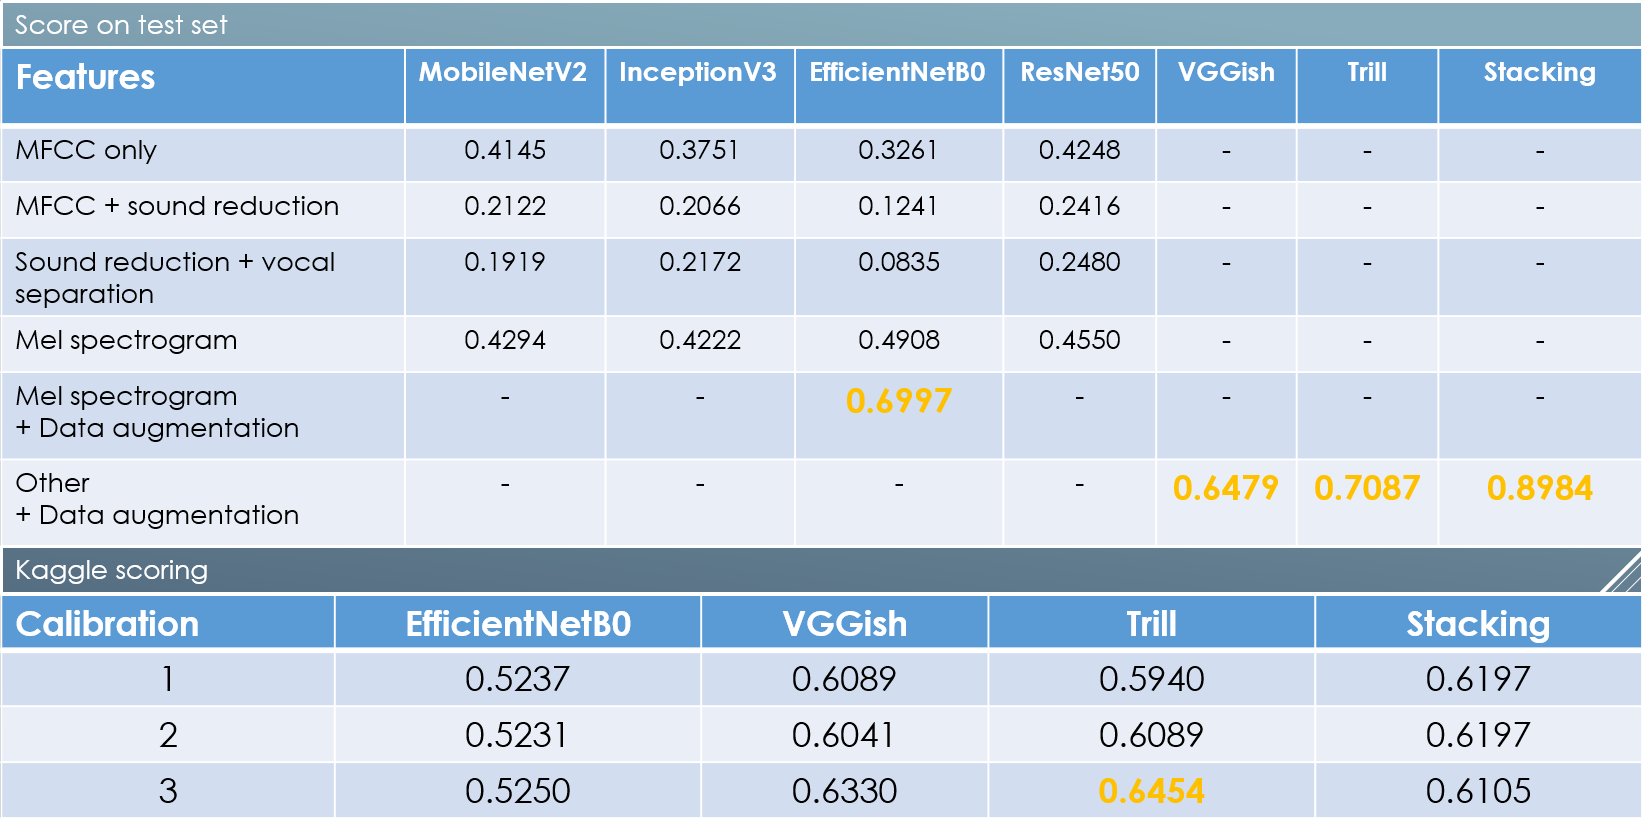 Score on test set
Features MobileNetV2 InceptionV3 EfficientNetB0 ResNet50 VGGish Trill Stacking
MFCC only 0.4145 0.3751 0.3261 0.4248 - - -
MFCC + sound reduction 0.2122 0.2066 0.1241 0.2416 - - -
Sound reduction + vocal 0.1919 0.2172 0.0835 0.2480 - - -
separation
Mel spectrogram 0.4294 0.4222 0.4908 0.4550 - - -
Mel spectrogram - - 0.6997 - - - -
+ Data augmentation
Other - - - - 0.6479 0.7087 0.8984
+ Data augmentation
Kaggle scoring
Calibration EfficientNetB0 VGGish Trill Stacking
1 0.5237 0.6089 0.5940 0.6197
2 0.5231 0.6041 0.6089 0.6197
3 0.5250 0.6330 0.6454 0.6105